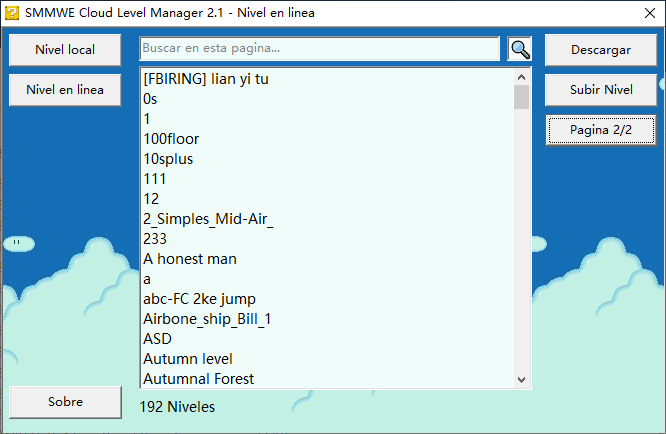 SMMWE Cloud Level Manager 2.1 - Nivel en linea
Nivel local
Buscar en esta pagina...
Descargar
Nivel en linea
Subir Nivel
Pagina 2/2
[FBIRING] lian yi tu
0s
1
100floor
10splus
111
12
2_Simples_Mid-Air_
233
A honest man
a
abc-FC 2ke jump
Airbone_ship_Bill_1
ASD
Autumn level
Autumnal Forest
Sobre
192 Niveles